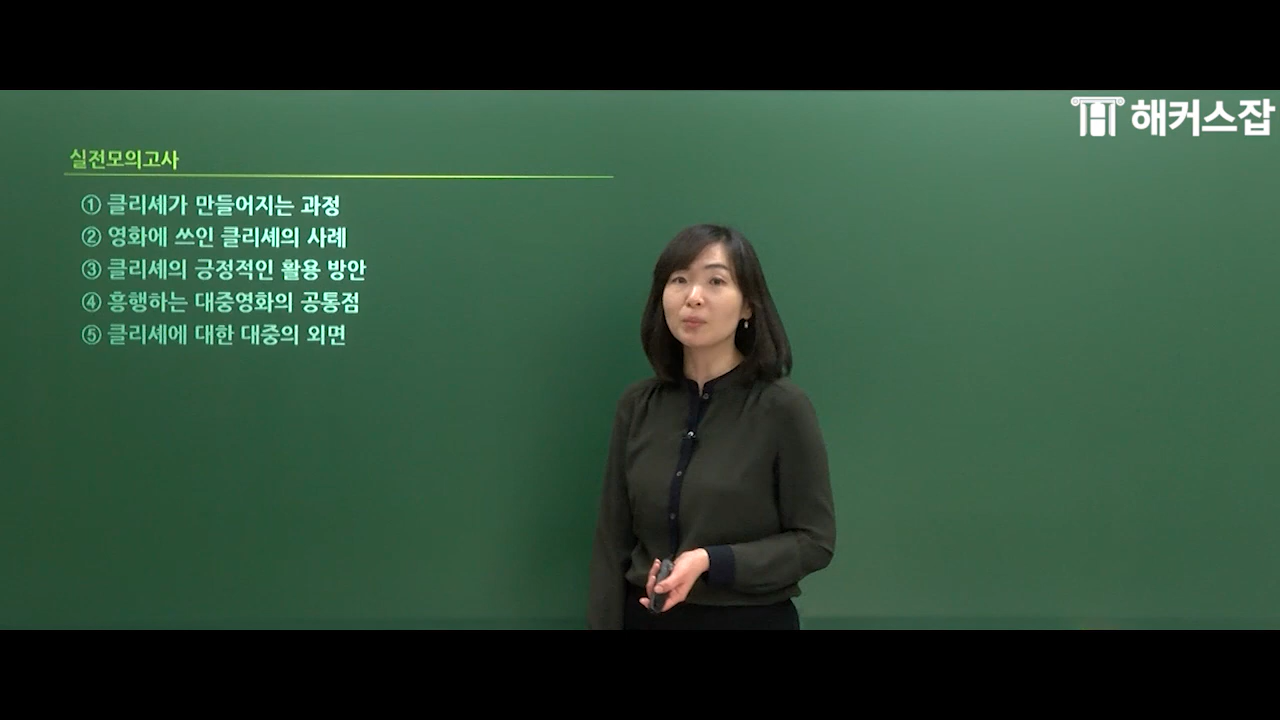 해커스잡
실전모의고사
① 클리셰가 만들어지는 과정
② 영화에 쓰인 클리셰의 사례
③ 클리셰의 긍정적인 활용 방안
④ 흥행하는 대중영화의 공통점
⑤ 클리셰에 대한 대중의 외면